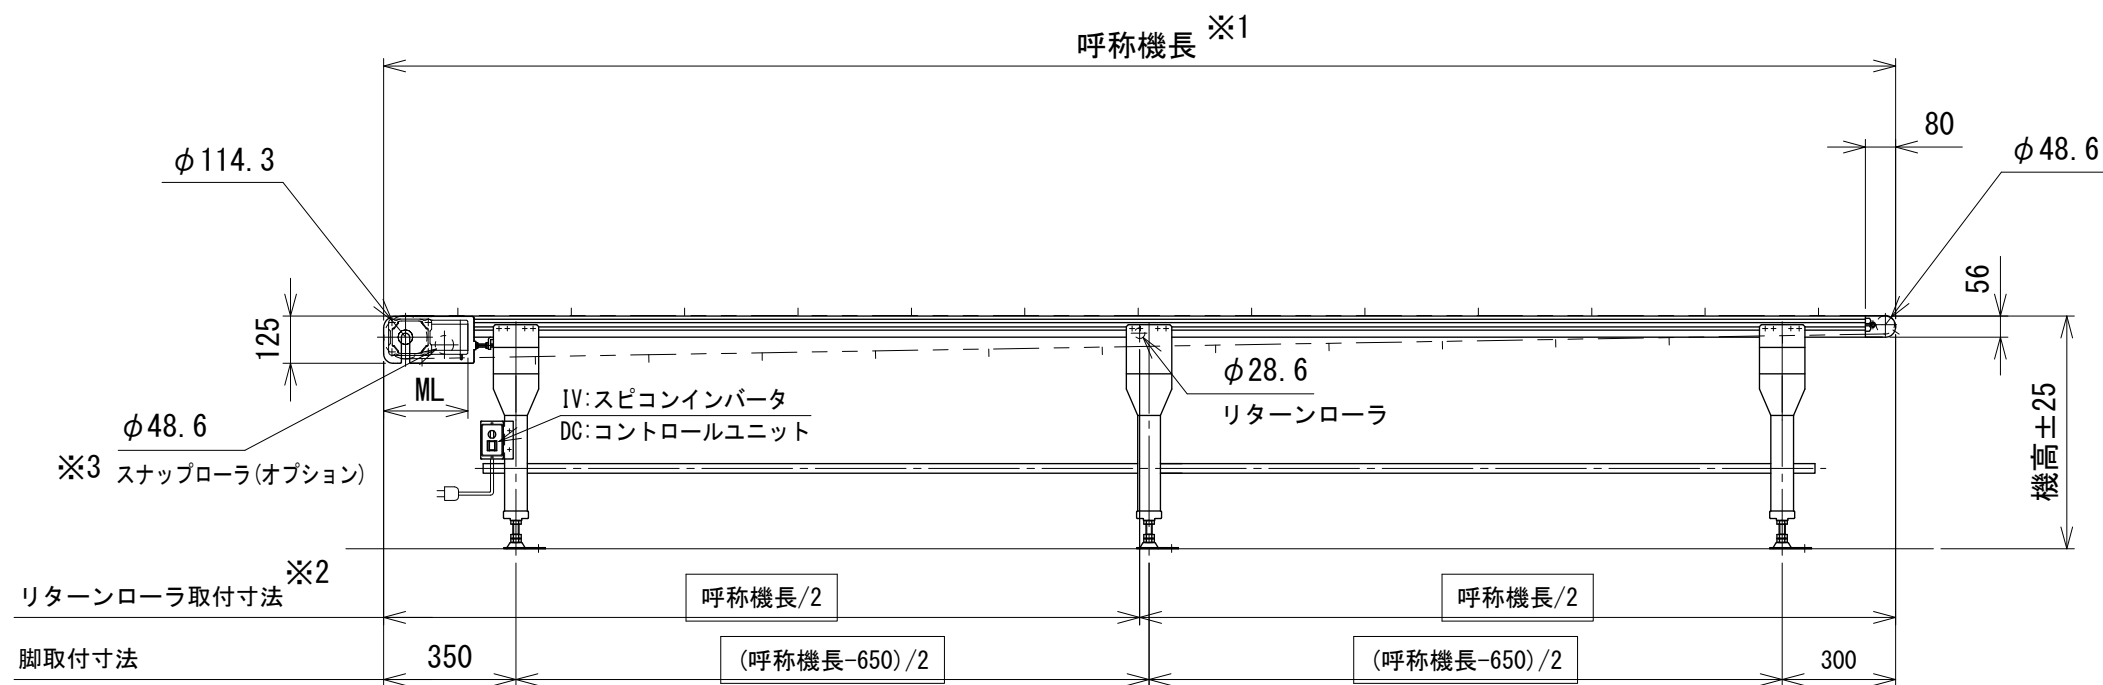 呼称機長 ※1
80
φ114.3
φ48.6
56
125
ML
φ28.6
リターンローラ
IV:スピコンインバータ
DC:コントロールユニット
φ48.6
※3 スナップローラ(オプション)
機高±25
リターンローラ取付寸法 ※2
呼称機長/2
呼称機長/2
脚取付寸法
350
(呼称機長-650)/2
(呼称機長-650)/2
300